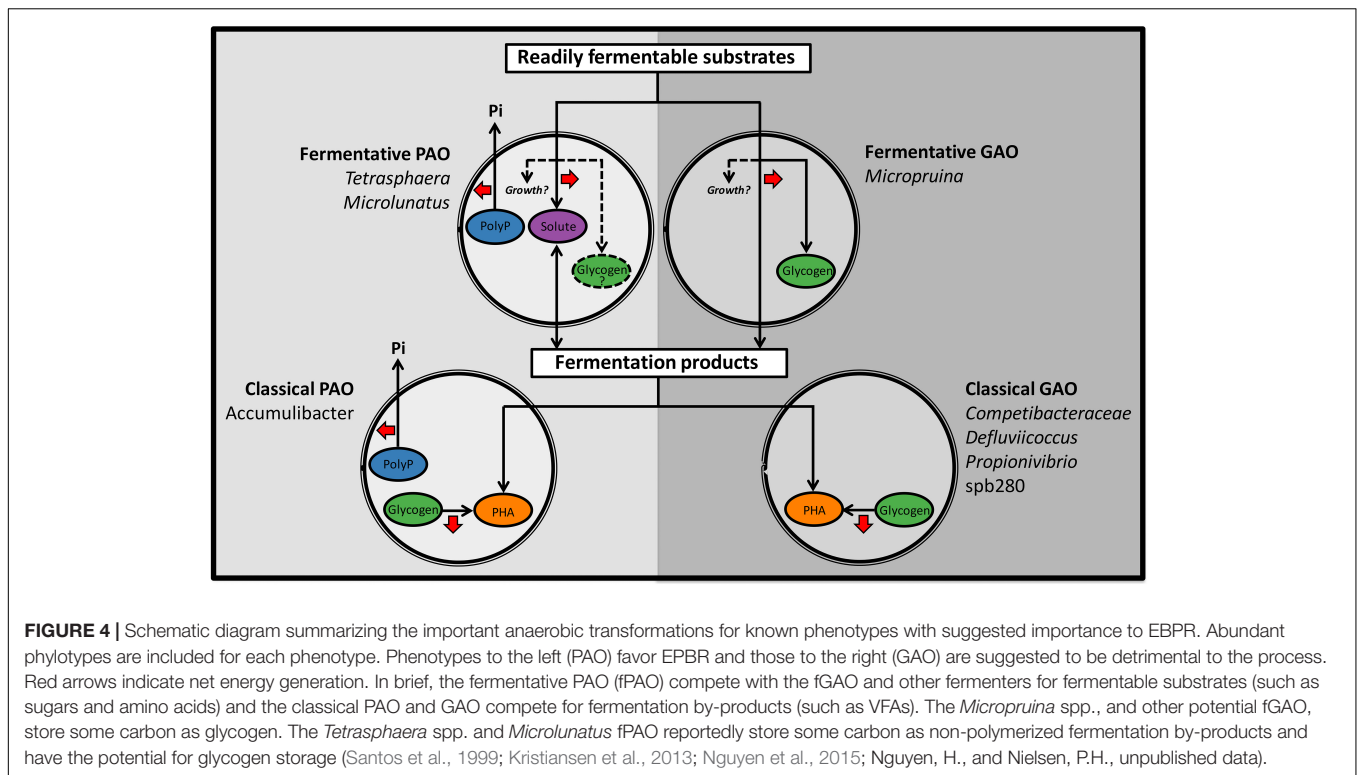 Readily fermentable substrates
Pi
Fermentative PAO
Tetrasphaera
Microlunatus
Growth?
PolyP
Solute
Glycogen
?
Fermentative GAO
Micropruina
Growth?
Glycogen
Fermentation products
Pi
Classical PAO
Accumulibacter
PolyP
Glycogen
PHA
Classical GAO
Competibacteraceae
Defluviicoccus
Propionivibrio
spb280
PHA
Glycogen
FIGURE 4 | Schematic diagram summarizing the important anaerobic transformations for known phenotypes with suggested importance to EBPR. Abundant
phylotypes are included for each phenotype. Phenotypes to the left (PAO) favor EPBR and those to the right (GAO) are suggested to be detrimental to the process.
Red arrows indicate net energy generation. In brief, the fermentative PAO (fPAO) compete with the fGAO and other fermenters for fermentable substrates (such as
sugars and amino acids) and the classical PAO and GAO compete for fermentation by-products (such as VFAs). The Micropruina spp., and other potential fGAO,
store some carbon as glycogen. The Tetrasphaera spp. and Microlunatus fPAO reportedly store some carbon as non-polymerized fermentation by-products and
have the potential for glycogen storage (Santos et al., 1999; Kristiansen et al., 2013; Nguyen et al., 2015; Nguyen, H., and Nielsen, P.H., unpublished data).